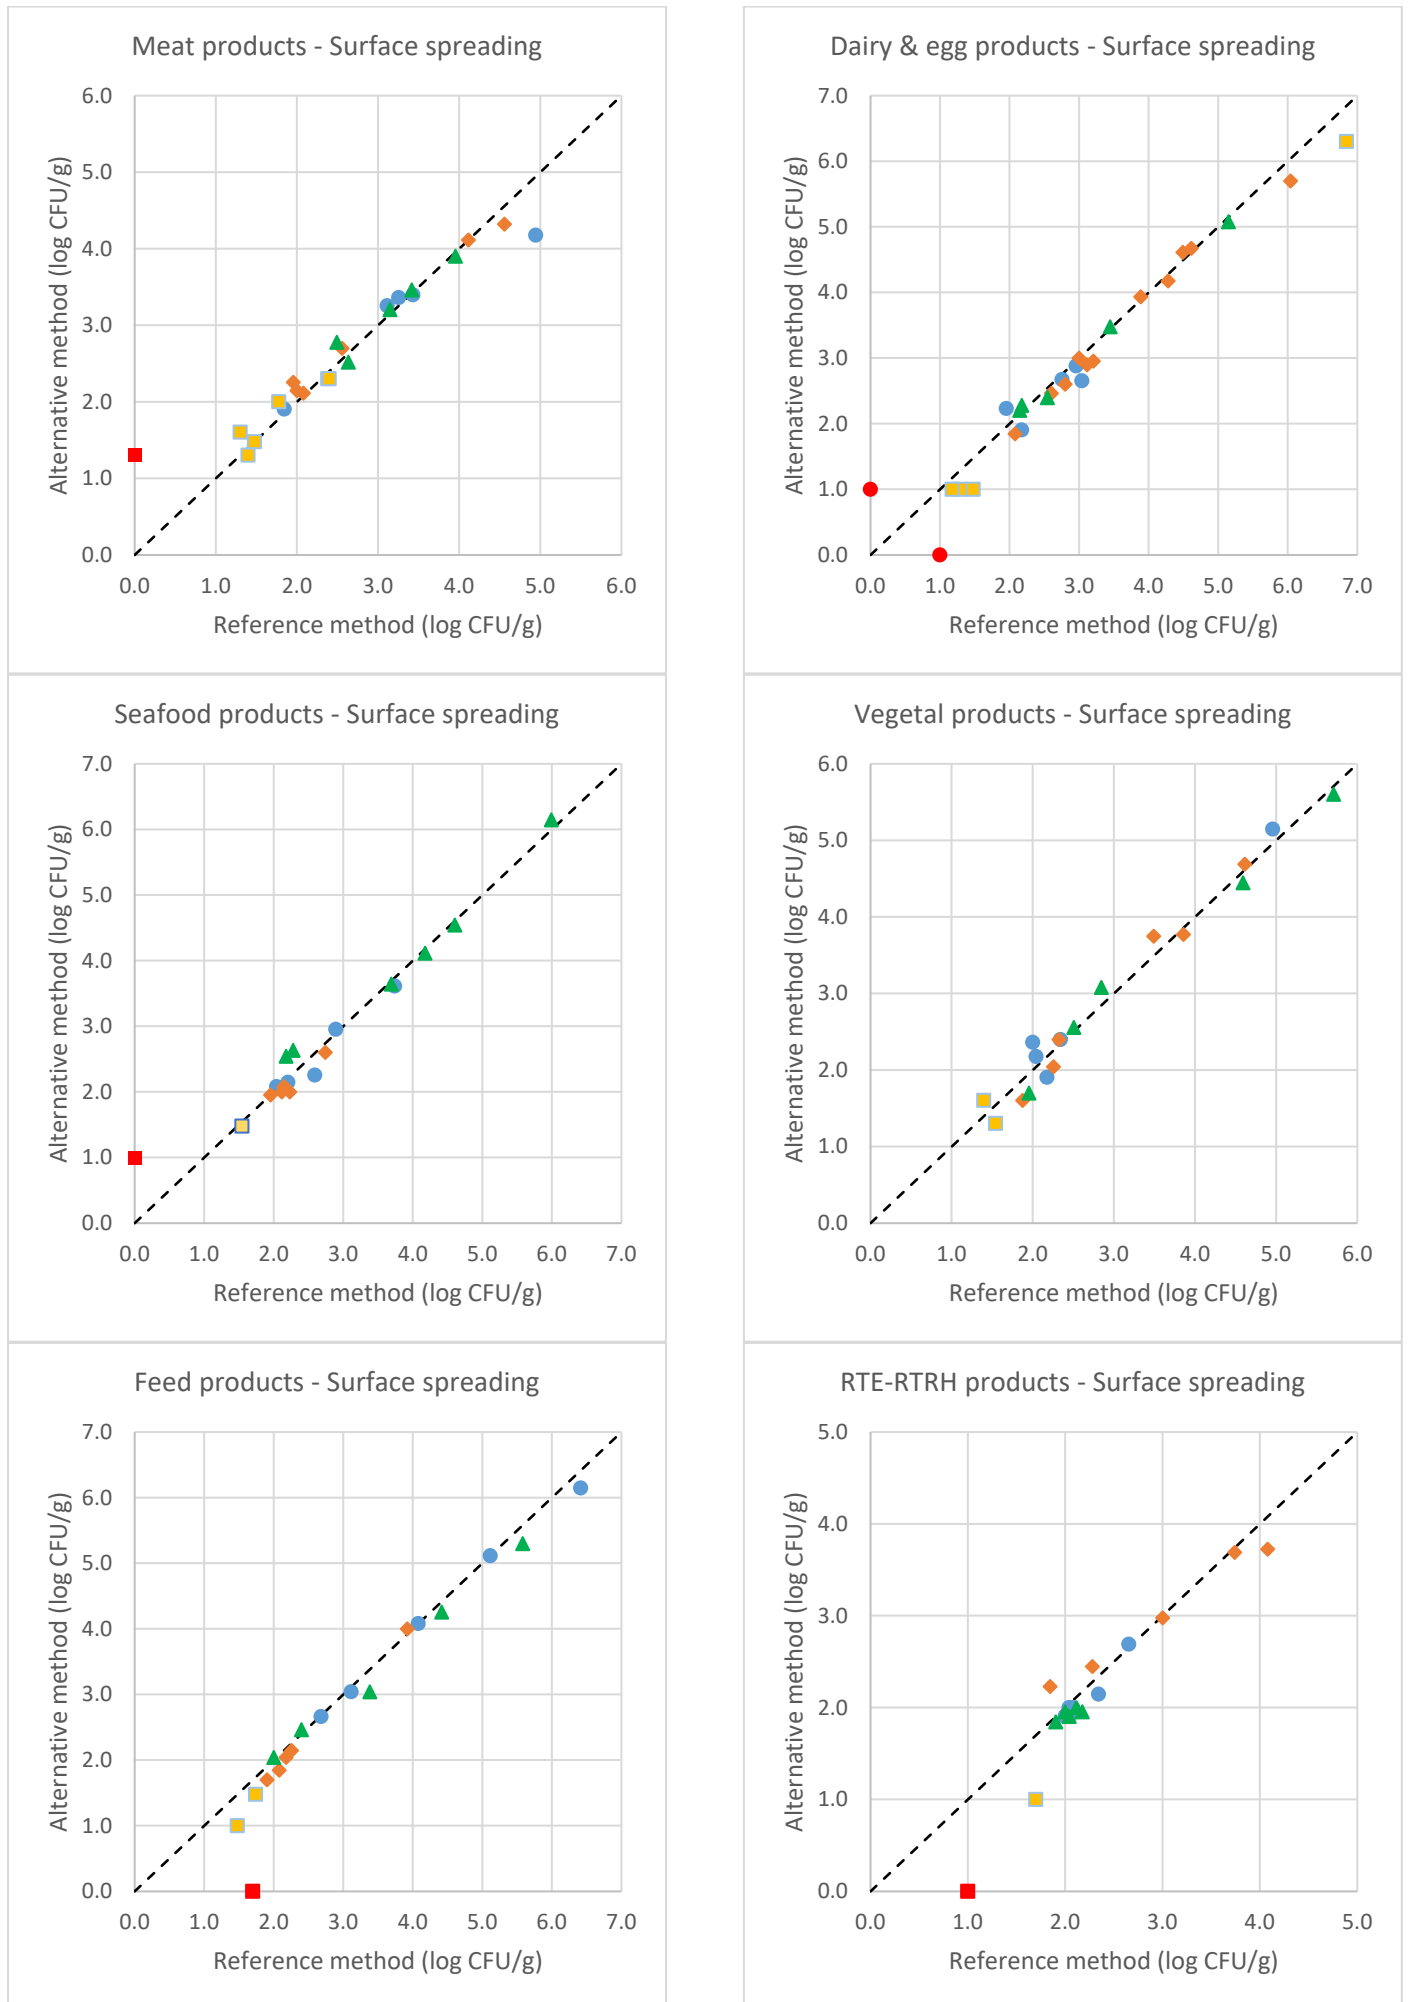 Meat products - Surface spreading
Alternative method (log CFU/g)
6.0
5.0
4.0
3.0
2.0
1.0
0.0
0.0 1.0 2.0 3.0 4.0 5.0 6.0
Reference method (log CFU/g)
Dairy & egg products - Surface spreading
Alternative method (log CFU/g)
7.0
6.0
5.0
4.0
3.0
2.0
1.0
0.0
0.0 1.0 2.0 3.0 4.0 5.0 6.0 7.0
Reference method (log CFU/g)
Seafood products - Surface spreading
Alternative method (log CFU/g)
7.0
6.0
5.0
4.0
3.0
2.0
1.0
0.0
0.0 1.0 2.0 3.0 4.0 5.0 6.0 7.0
Reference method (log CFU/g)
Vegetal products - Surface spreading
Alternative method (log CFU/g)
6.0
5.0
4.0
3.0
2.0
1.0
0.0
0.0 1.0 2.0 3.0 4.0 5.0 6.0
Reference method (log CFU/g)
Feed products - Surface spreading
Alternative method (log CFU/g)
7.0
6.0
5.0
4.0
3.0
2.0
1.0
0.0
0.0 1.0 2.0 3.0 4.0 5.0 6.0 7.0
Reference method (log CFU/g)
RTE-RTRH products - Surface spreading
Alternative method (log CFU/g)
5.0
4.0
3.0
2.0
1.0
0.0
0.0 1.0 2.0 3.0 4.0 5.0
Reference method (log CFU/g)